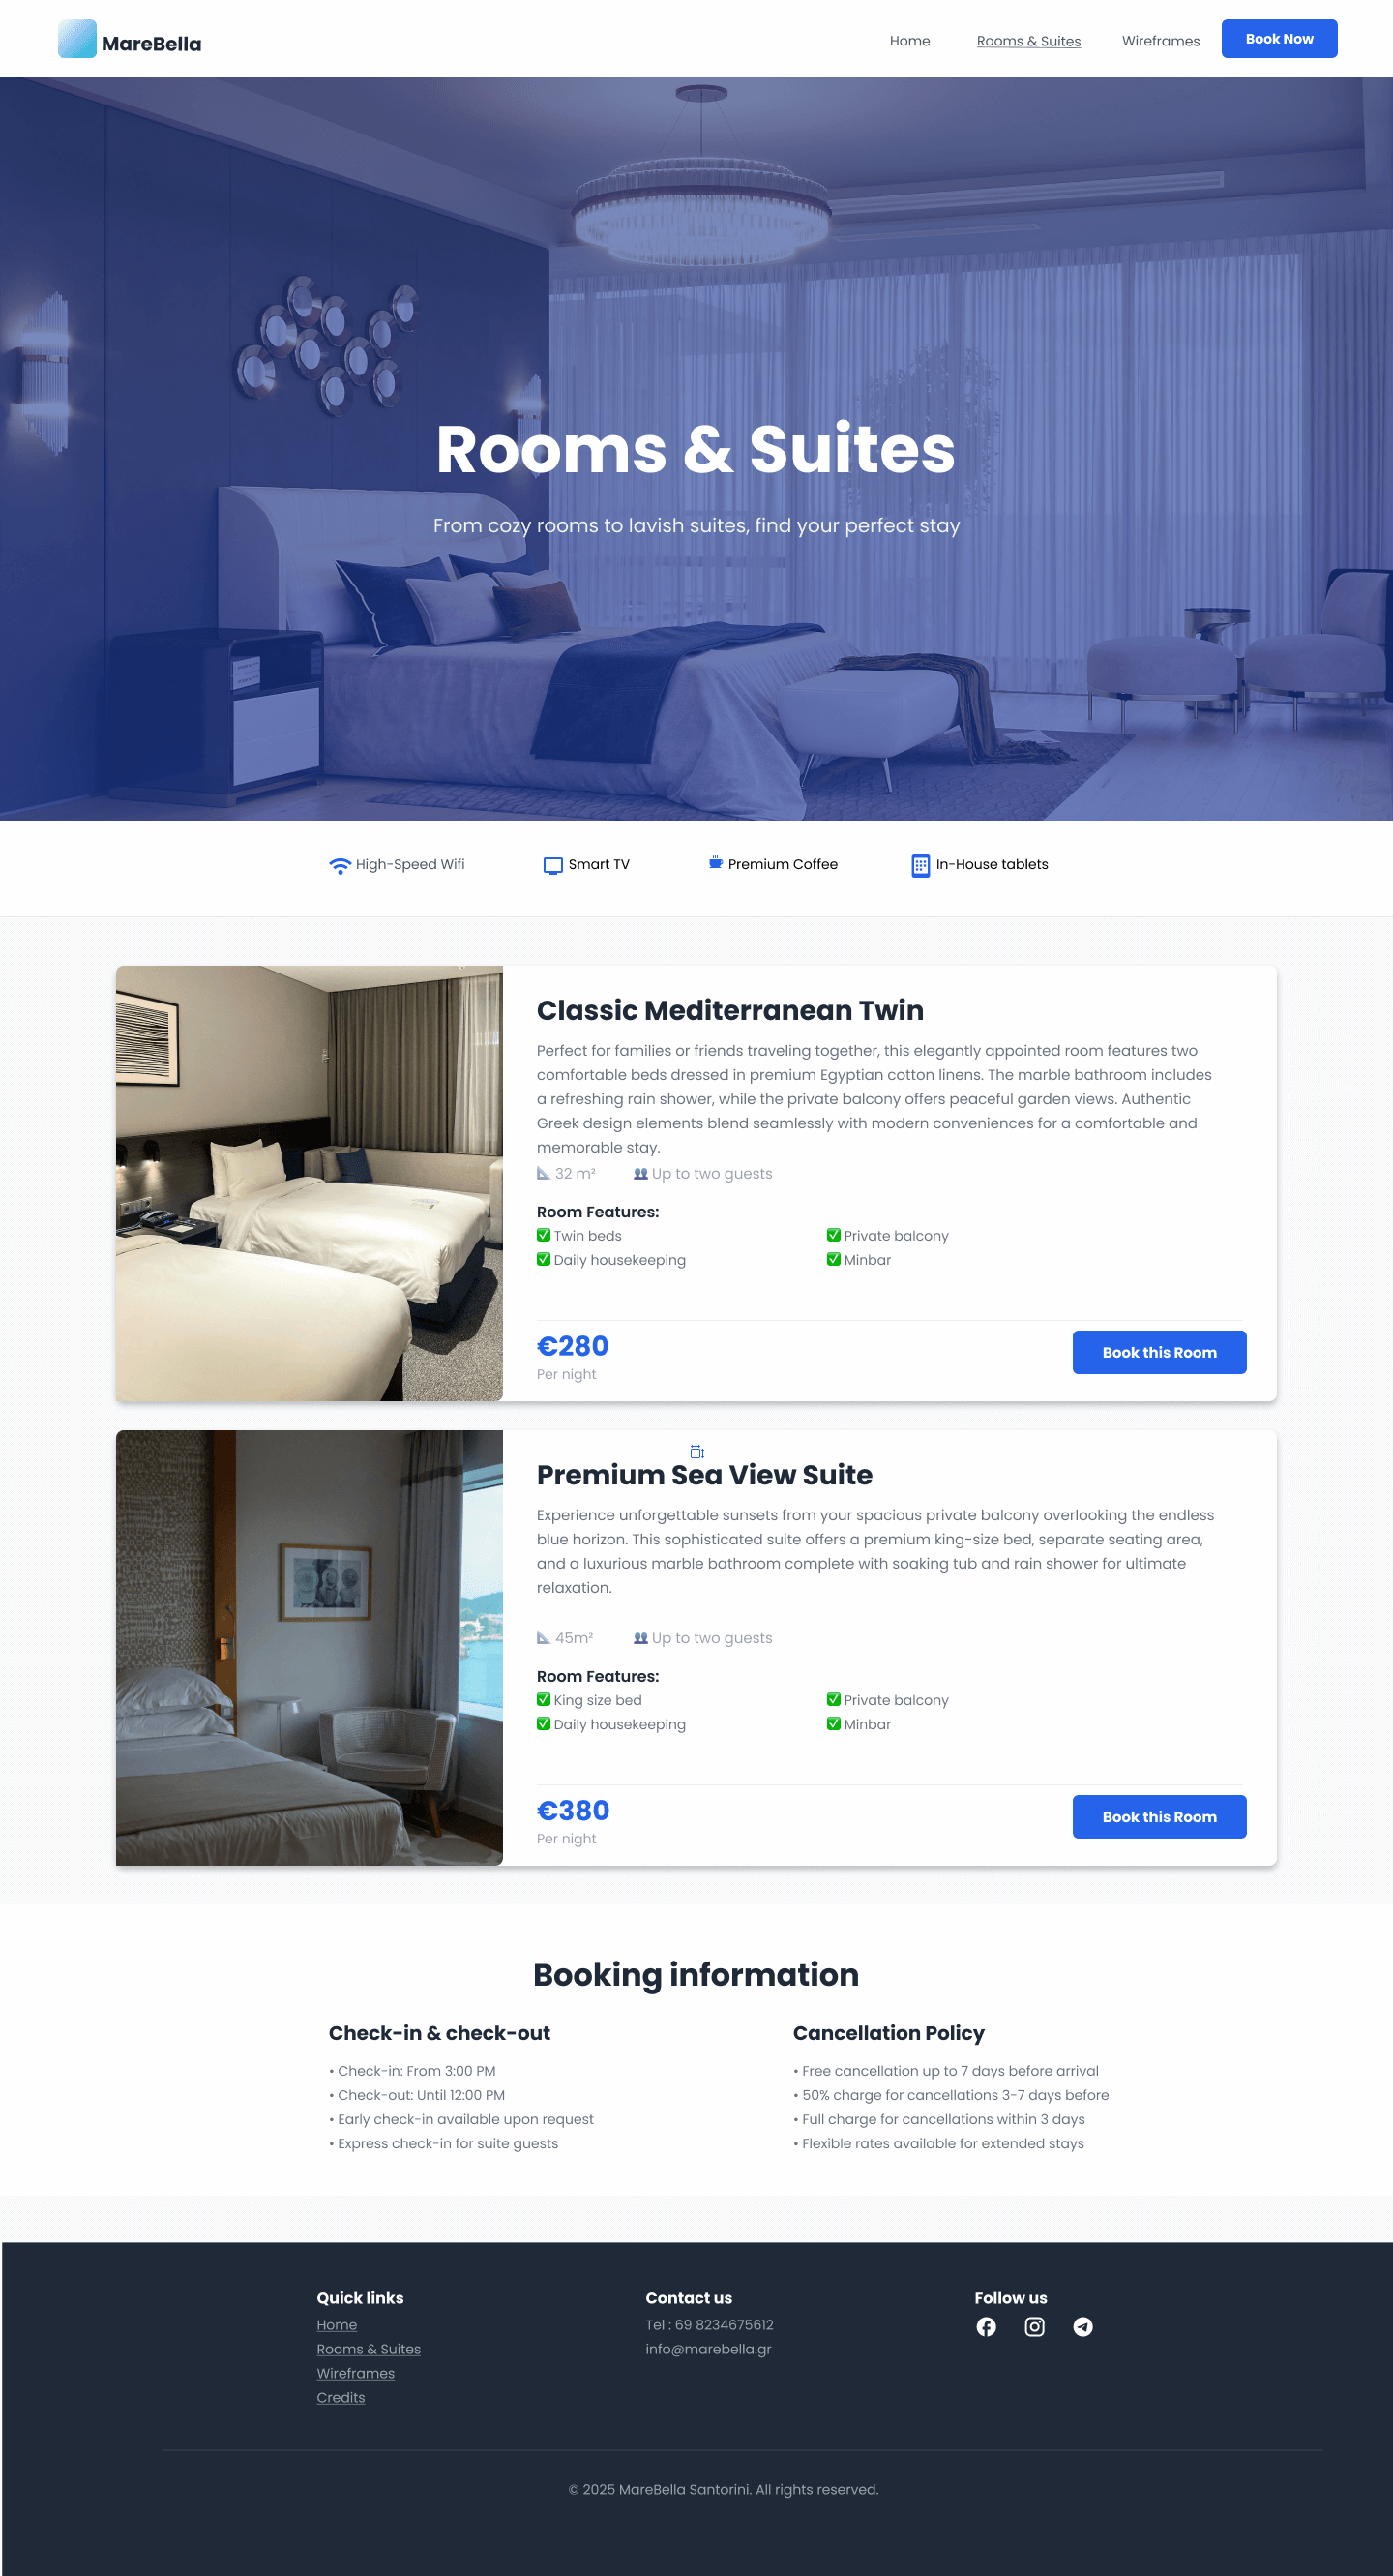 MareBella
Home
Rooms & Suites
Wireframes
Book Now
Rooms & Suites
From cozy rooms to lavish suites, find your perfect stay
High-Speed Wifi
Smart TV
Premium Coffee
In-House tablets
Classic Mediterranean Twin
Perfect for families or friends traveling together, this elegantly appointed room features two
comfortable beds dressed in premium Egyptian cotton linens. The marble bathroom includes
a refreshing rain shower, while the private balcony offers peaceful garden views. Authentic
Greek design elements blend seamlessly with modern conveniences for a comfortable and
memorable stay.
32 m²
Up to two guests
Room Features:
Twin beds
Private balcony
Daily housekeeping
Minbar
€280
Per night
Book this Room
Premium Sea View Suite
Experience unforgettable sunsets from your spacious private balcony overlooking the endless
blue horizon. This sophisticated suite offers a premium king-size bed, separate seating area,
and a luxurious marble bathroom complete with soaking tub and rain shower for ultimate
relaxation.
45m²
Up to two guests
Room Features:
King size bed
Private balcony
Daily housekeeping
Minbar
€380
Per night
Book this Room
Booking information
Check-in & check-out
• Check-in: From 3:00 PM
• Check-out: Until 12:00 PM
• Early check-in available upon request
• Express check-in for suite guests
Cancellation Policy
• Free cancellation up to 7 days before arrival
• 50% charge for cancellations 3-7 days before
• Full charge for cancellations within 3 days
• Flexible rates available for extended stays
Quick links
Home
Rooms & Suites
Wireframes
Credits
Contact us
Tel : 69 8234675612
info@marebella.gr
Follow us
© 2025 MareBella Santorini. All rights reserved.